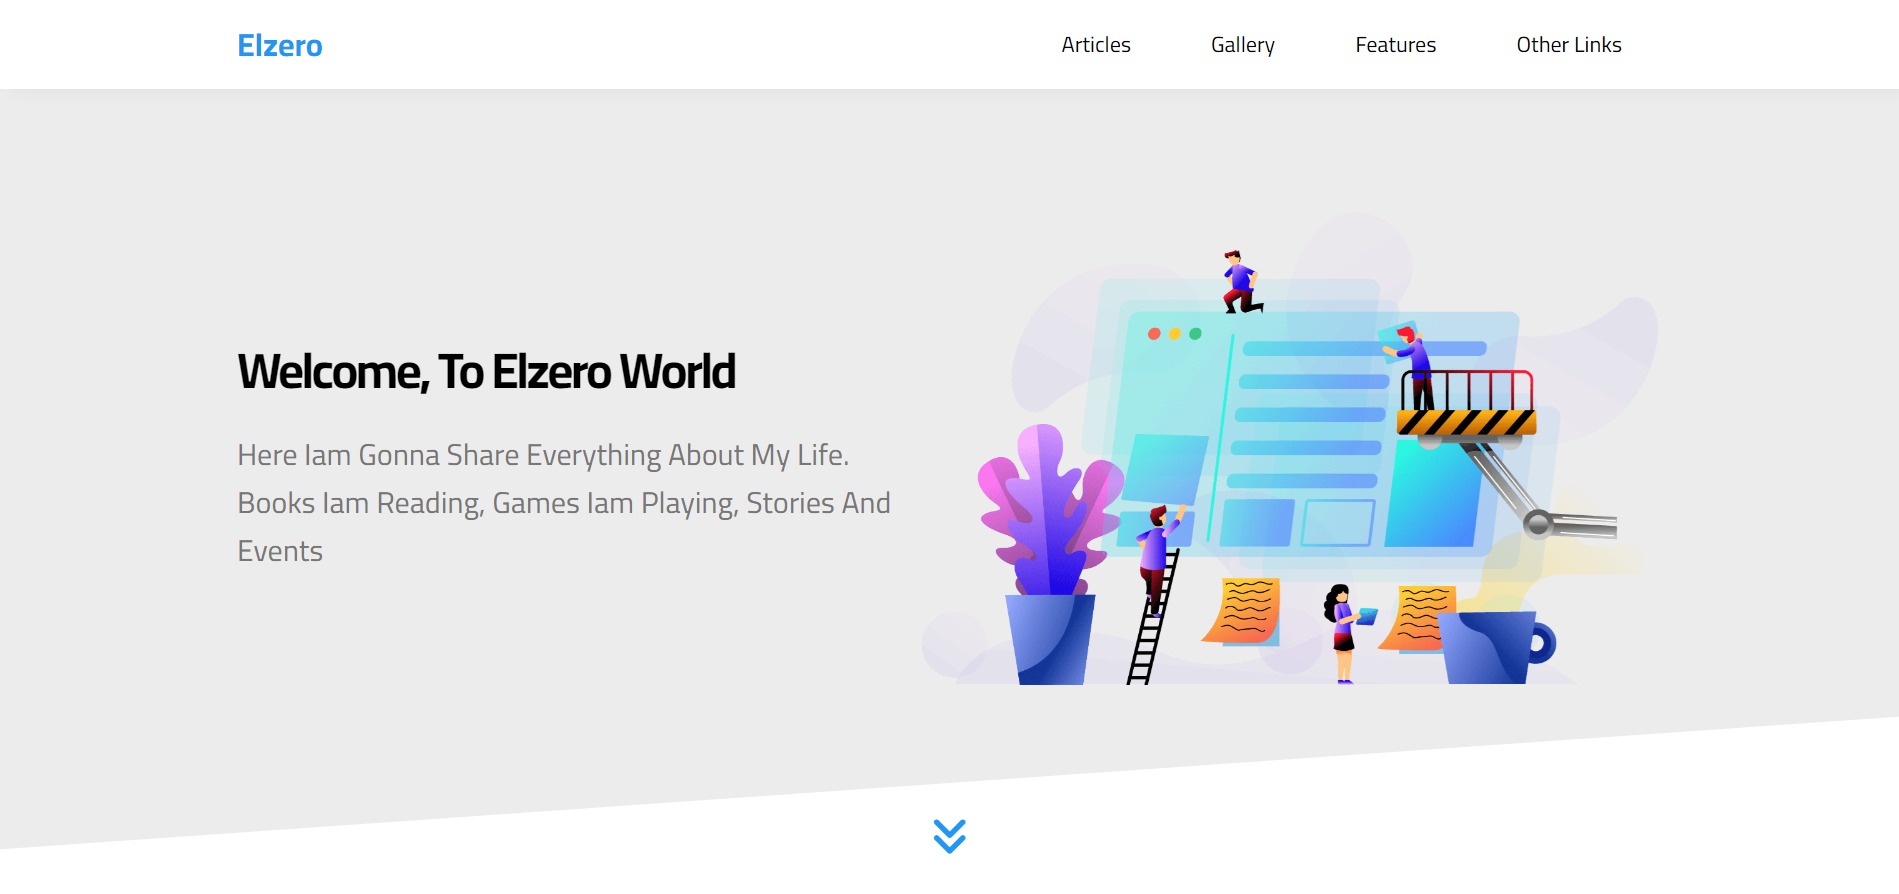 Elzero
Articles
Gallery
Features
Other Links
Welcome, To Elzero World
Here Iam Gonna Share Everything About My Life.
Books Iam Reading, Games Iam Playing, Stories And
Events